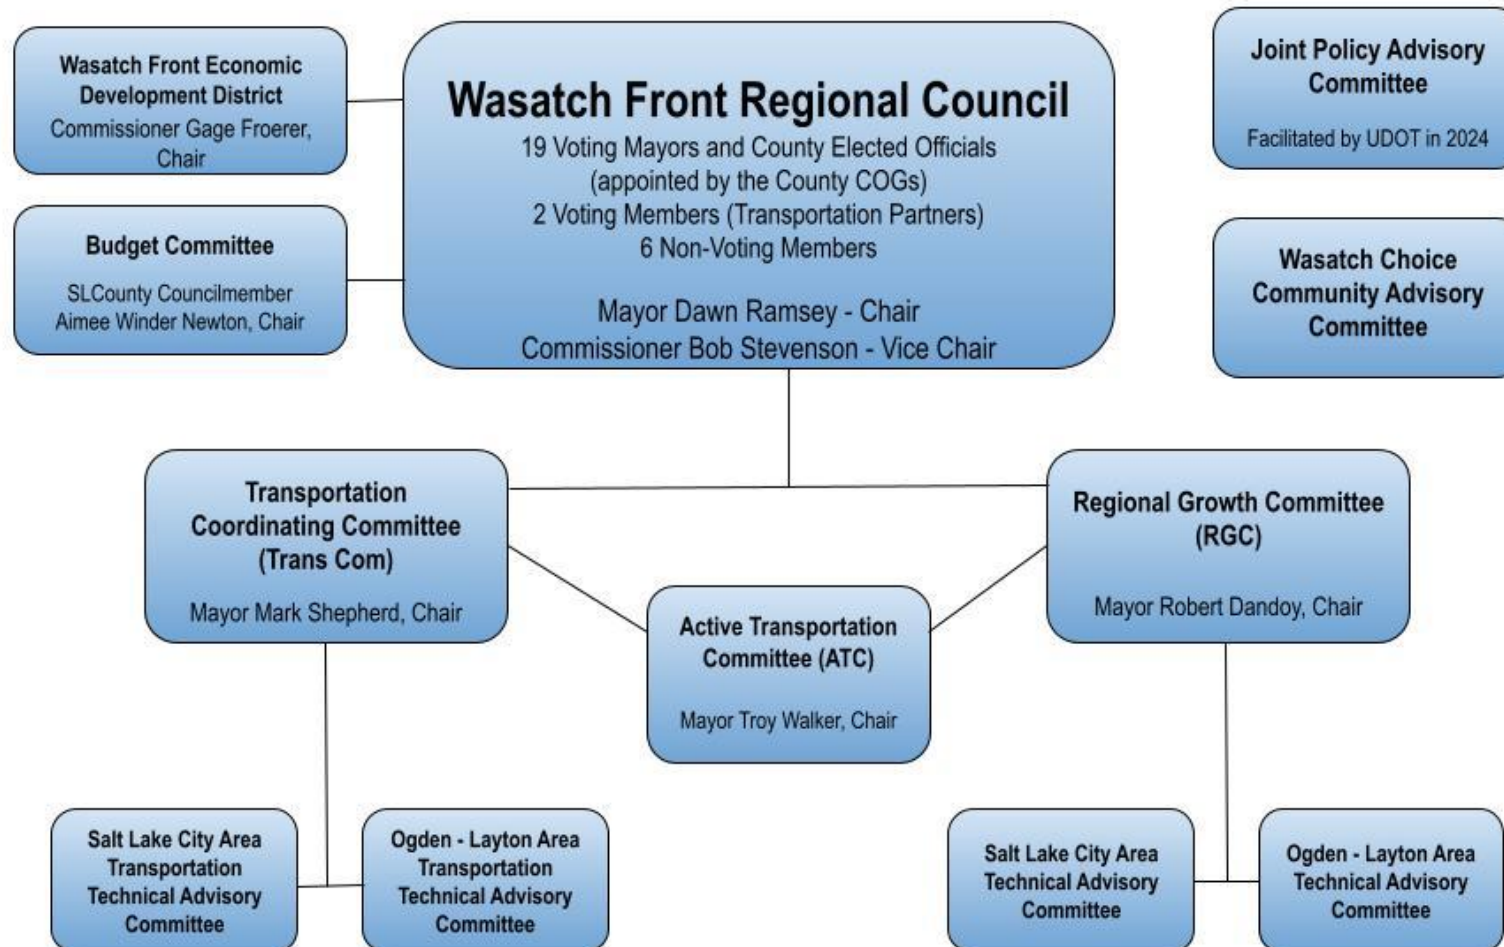 Wasatch Front Economic
Development District
Commissioner Gage Froerer,
Chair
Budget Committee
SLCounty Councilmember
Aimee Winder Newton, Chair
Wasatch Front Regional Council
19 Voting Mayors and County Elected Officials
(appointed by the County COGs)
2 Voting Members (Transportation Partners)
6 Non-Voting Members
Mayor Dawn Ramsey - Chair
Commissioner Bob Stevenson - Vice Chair
Joint Policy Advisory
Committee
Facilitated by UDOT in 2024
Wasatch Choice
Community Advisory
Committee
Transportation
Coordinating Committee
(Trans Com)
Mayor Mark Shepherd, Chair
Active Transportation
Committee (ATC)
Mayor Troy Walker, Chair
Regional Growth Committee
(RGC)
Mayor Robert Dandoy, Chair
Salt Lake City Area
Transportation
Technical Advisory
Committee
Ogden - Layton Area
Transportation
Technical Advisory
Committee
Salt Lake City Area
Technical Advisory
Committee
Ogden - Layton Area
Technical Advisory
Committee